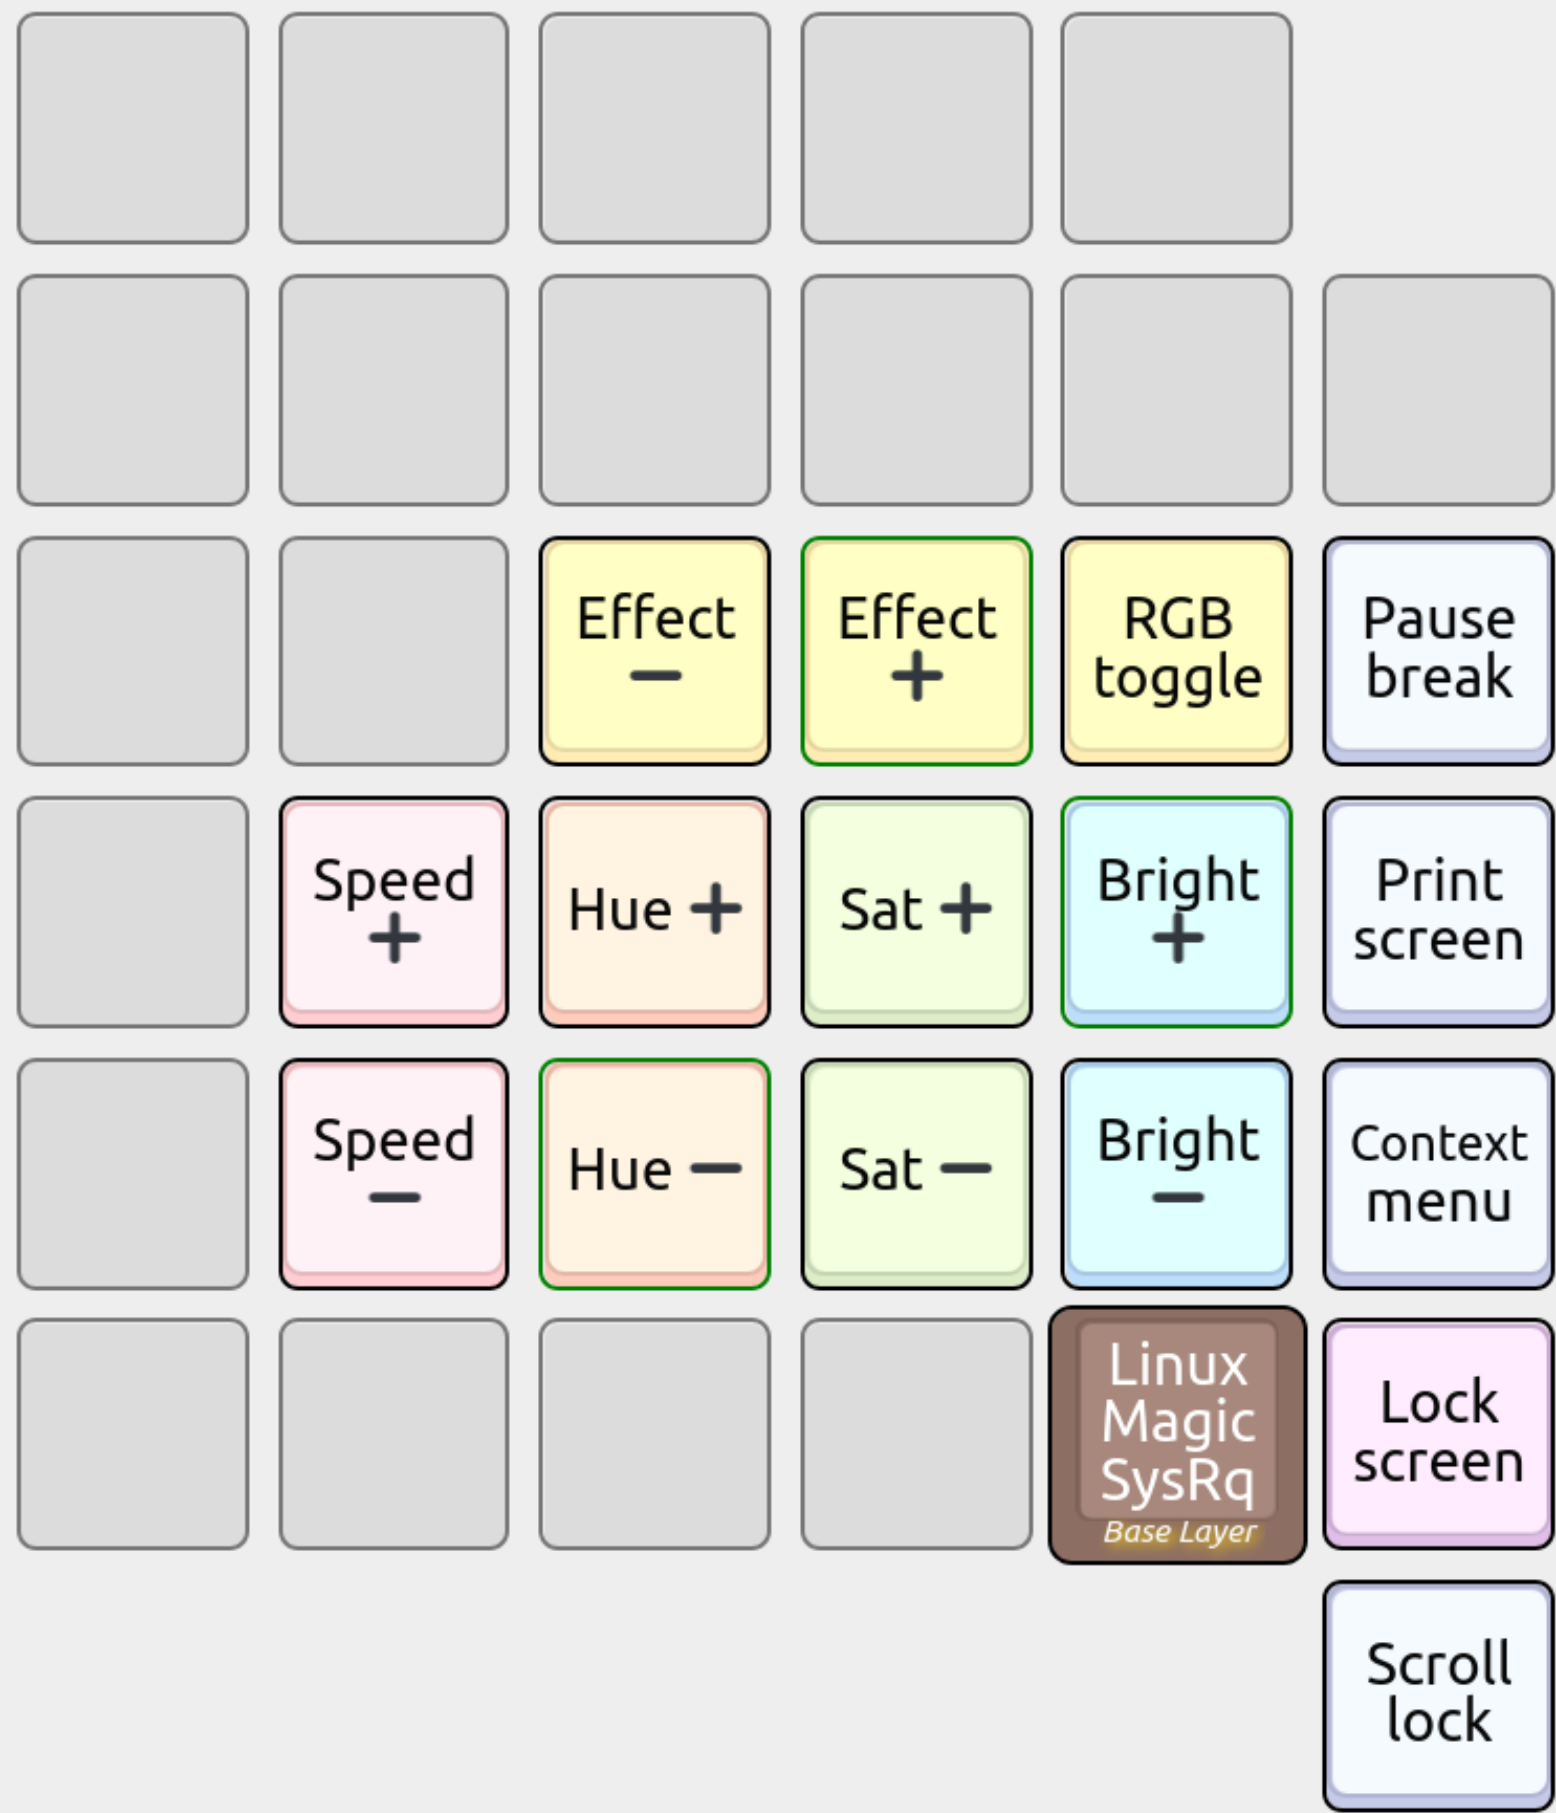 Effect
−
Effect
+
RGB
toggle
Pause
break
Speed
+
Hue +
Sat +
Bright
+
Print
screen
Speed
−
Hue −
Sat −
Bright
−
Context
menu
Linux
Magic
SysRq
Base Layer
Lock
screen
Scroll
lock